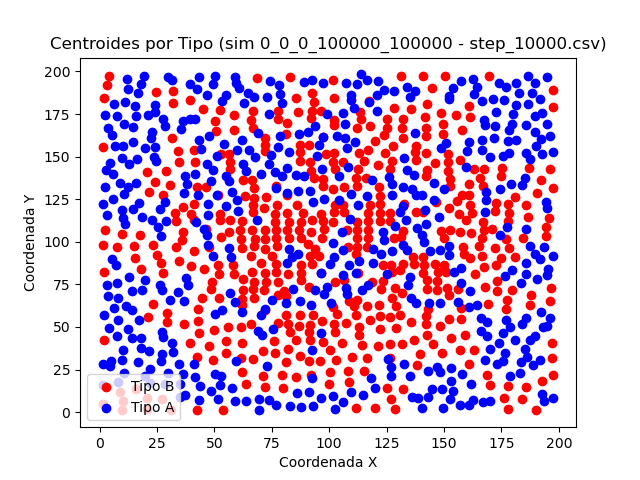 Centroides por Tipo (sim 0_0_0_100000_100000 - step_10000.csv)
200
175
150
125
100
75
50
25
0
Coordenada Y
Tipo B
Tipo A
0 25 50 75 100 125 150 175 200
Coordenada X